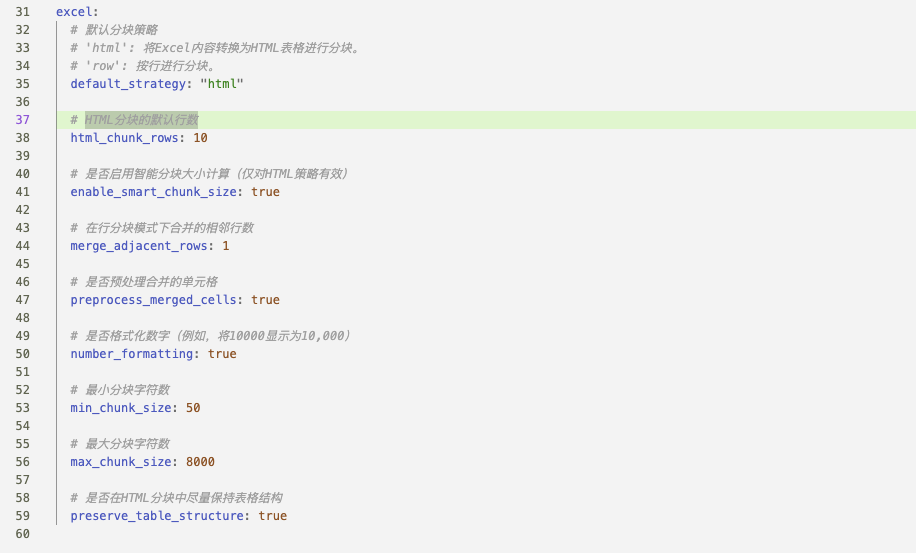 31 excel:
32 # 默认分块策略
33 # 'html': 将Excel内容转换为HTML表格进行分块。
34 # 'row': 按行进行分块。
35 default_strategy: "html"
36
37 # HTML分块的默认行数
38 html_chunk_rows: 10
39
40 # 是否启用智能分块大小计算（仅对HTML策略有效）
41 enable_smart_chunk_size: true
42
43 # 在行分块模式下合并的相邻行数
44 merge_adjacent_rows: 1
45
46 # 是否预处理合并的单元格
47 preprocess_merged_cells: true
48
49 # 是否格式化数字（例如，将10000显示为10,000）
50 number_formatting: true
51
52 # 最小分块字符数
53 min_chunk_size: 50
54
55 # 最大分块字符数
56 max_chunk_size: 8000
57
58 # 是否在HTML分块中尽量保持表格结构
59 preserve_table_structure: true
60